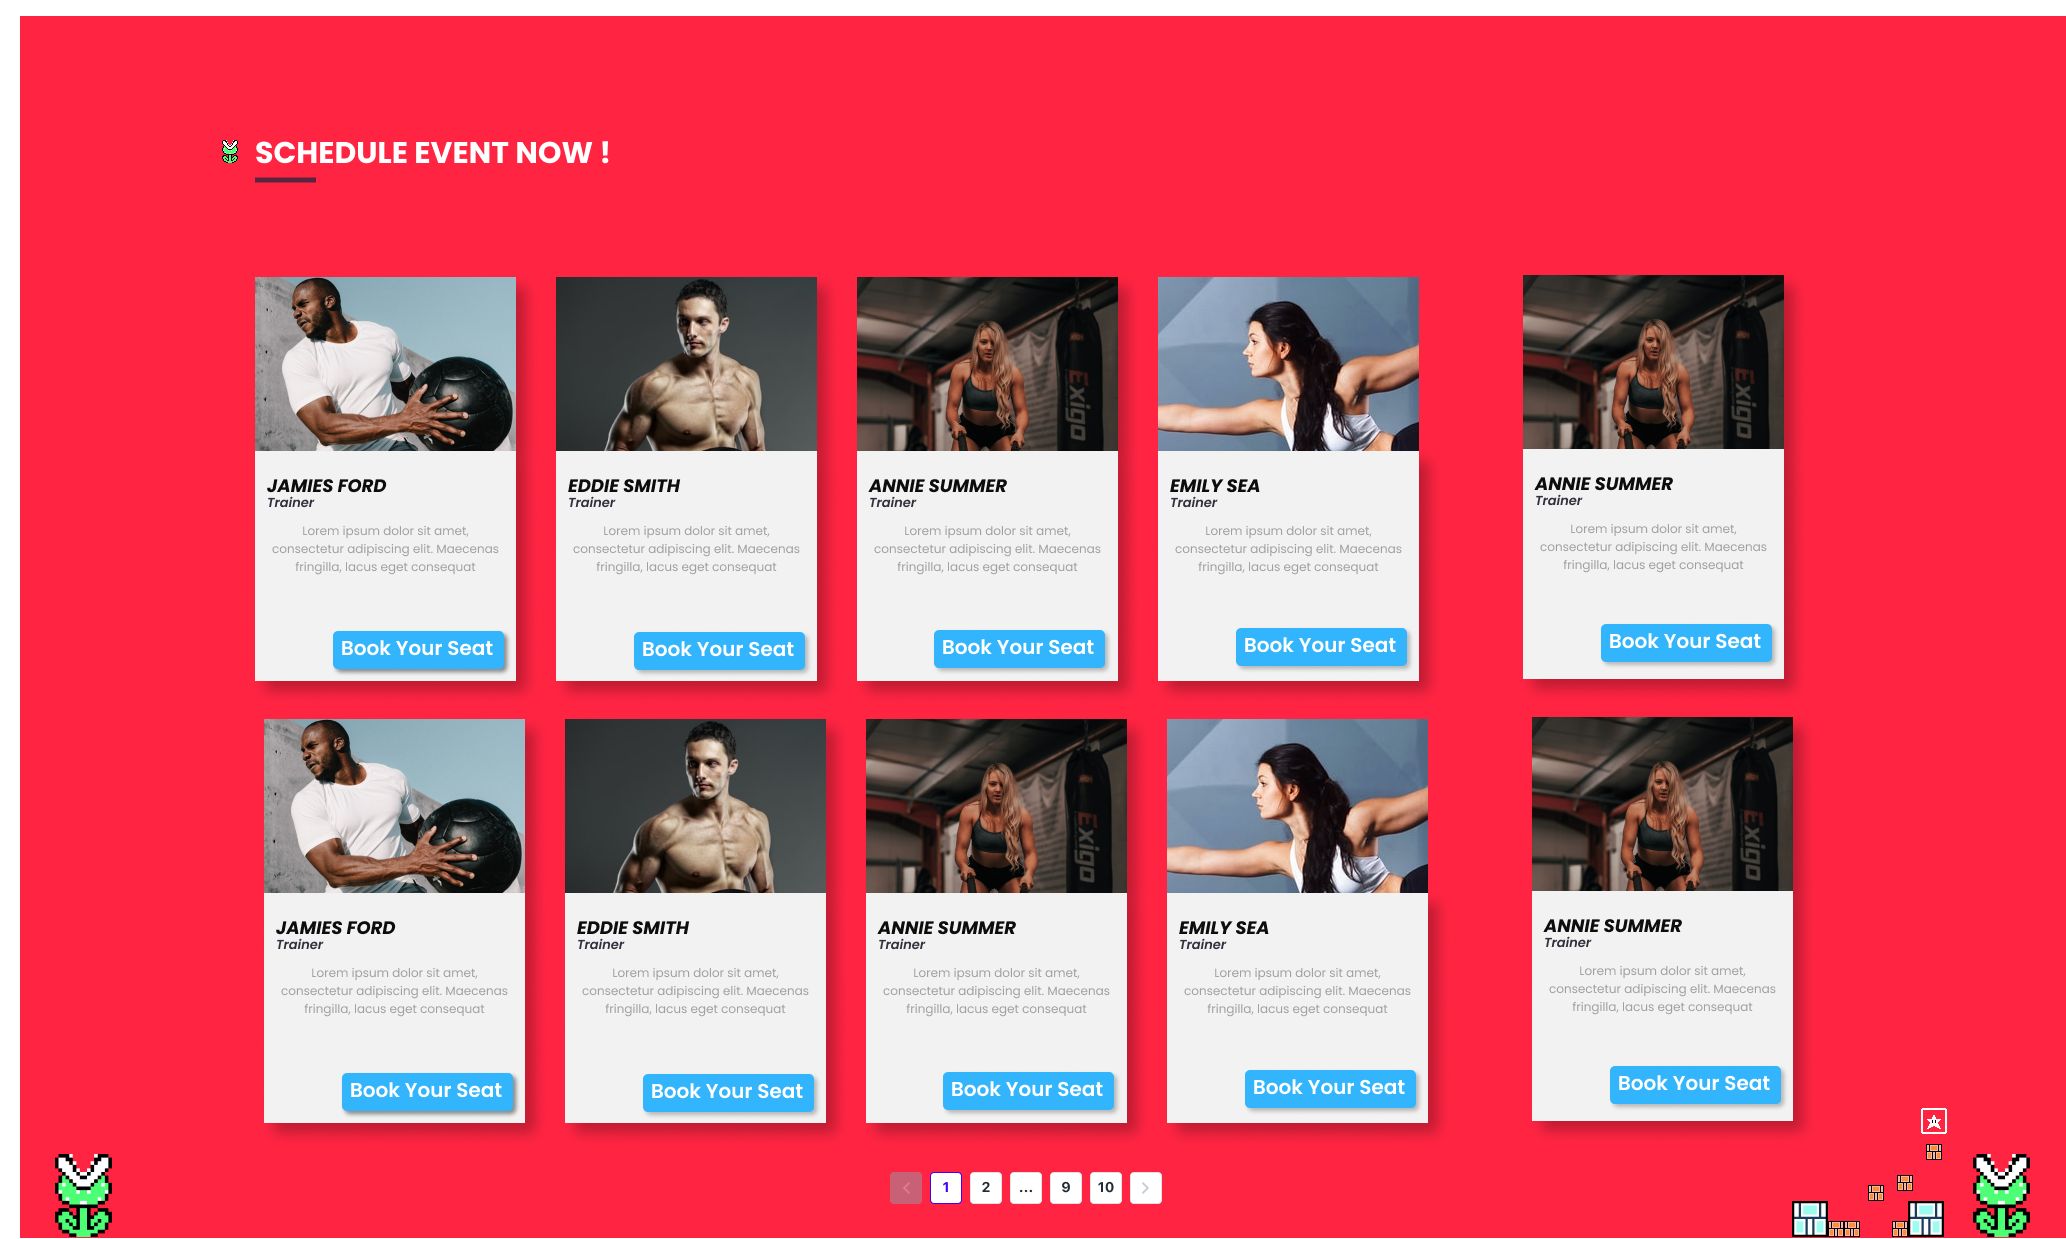 SCHEDULE EVENT NOW !
Exigo
Exigo
JAMIES FORD
Trainer
Lorem ipsum dolor sit amet,
consectetur adipiscing elit. Maecenas
fringilla, lacus eget consequat
Book Your Seat
EDDIE SMITH
Trainer
Lorem ipsum dolor sit amet,
consectetur adipiscing elit. Maecenas
fringilla, lacus eget consequat
Book Your Seat
ANNIE SUMMER
Trainer
Lorem ipsum dolor sit amet,
consectetur adipiscing elit. Maecenas
fringilla, lacus eget consequat
Book Your Seat
EMILY SEA
Trainer
Lorem ipsum dolor sit amet,
consectetur adipiscing elit. Maecenas
fringilla, lacus eget consequat
Book Your Seat
ANNIE SUMMER
Trainer
Lorem ipsum dolor sit amet,
consectetur adipiscing elit. Maecenas
fringilla, lacus eget consequat
Book Your Seat
Exigo
Exigo
JAMIES FORD
Trainer
Lorem ipsum dolor sit amet,
consectetur adipiscing elit. Maecenas
fringilla, lacus eget consequat
Book Your Seat
EDDIE SMITH
Trainer
Lorem ipsum dolor sit amet,
consectetur adipiscing elit. Maecenas
fringilla, lacus eget consequat
Book Your Seat
ANNIE SUMMER
Trainer
Lorem ipsum dolor sit amet,
consectetur adipiscing elit. Maecenas
fringilla, lacus eget consequat
Book Your Seat
EMILY SEA
Trainer
Lorem ipsum dolor sit amet,
consectetur adipiscing elit. Maecenas
fringilla, lacus eget consequat
Book Your Seat
ANNIE SUMMER
Trainer
Lorem ipsum dolor sit amet,
consectetur adipiscing elit. Maecenas
fringilla, lacus eget consequat
Book Your Seat
1 2 ... 9 10